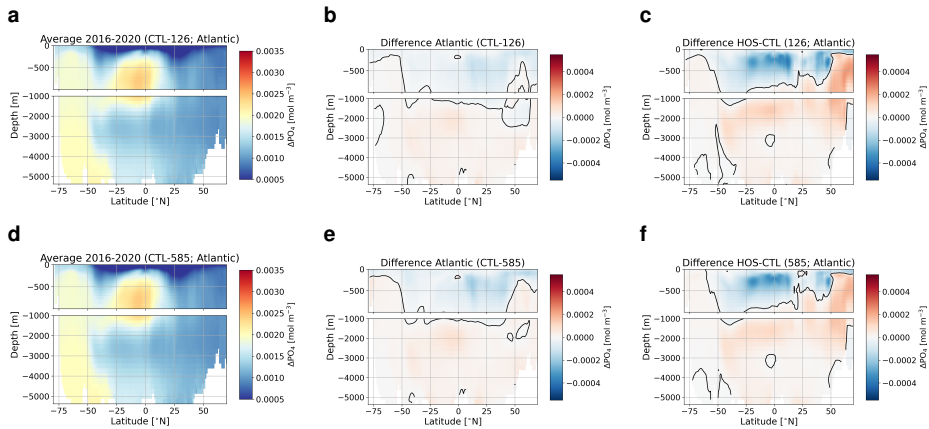 a
Average 2016-2020 (CTL-126; Atlantic)
0
−500
−1000
−2000
−3000
−4000
−5000
Depth [m]
−75 −50 −25 0 25 50
Latitude [°N]
0.0035
0.0030
0.0025
0.0020
0.0015
0.0010
0.0005
ΔPO₄ [mol m⁻³]
b
Difference Atlantic (CTL-126)
0
−500
−1000
−2000
−3000
−4000
−5000
Depth [m]
−75 −50 −25 0 25 50
Latitude [°N]
0.0004
0.0002
0.0000
−0.0002
−0.0004
ΔPO₄ [mol m⁻³]
c
Difference HOS-CTL (126; Atlantic)
0
−500
−1000
−2000
−3000
−4000
−5000
Depth [m]
−75 −50 −25 0 25 50
Latitude [°N]
0.0004
0.0002
0.0000
−0.0002
−0.0004
ΔPO₄ [mol m⁻³]
d
Average 2016-2020 (CTL-585; Atlantic)
0
−500
−1000
−2000
−3000
−4000
−5000
Depth [m]
−75 −50 −25 0 25 50
Latitude [°N]
0.0035
0.0030
0.0025
0.0020
0.0015
0.0010
0.0005
ΔPO₄ [mol m⁻³]
e
Difference Atlantic (CTL-585)
0
−500
−1000
−2000
−3000
−4000
−5000
Depth [m]
−75 −50 −25 0 25 50
Latitude [°N]
0.0004
0.0002
0.0000
−0.0002
−0.0004
ΔPO₄ [mol m⁻³]
f
Difference HOS-CTL (585; Atlantic)
0
−500
−1000
−2000
−3000
−4000
−5000
Depth [m]
−75 −50 −25 0 25 50
Latitude [°N]
0.0004
0.0002
0.0000
−0.0002
−0.0004
ΔPO₄ [mol m⁻³]